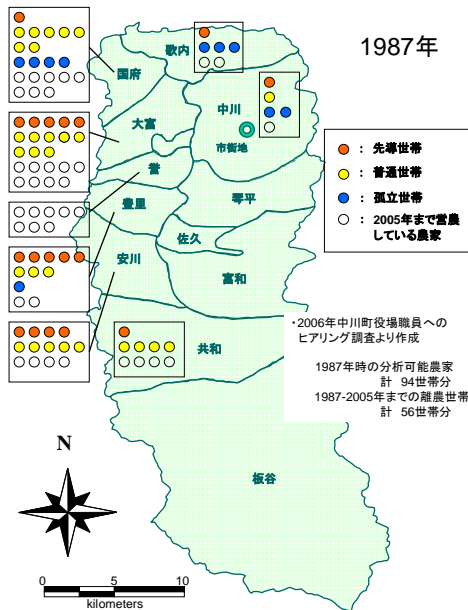 1987年
歌内
国府
中川
大富
市街地
誉
豊里
琴平
佐久
安川
富和
共和
板谷
： 先導世帯
： 普通世帯
： 孤立世帯
： 2005年まで営農
している農家
・2006年中川町役場職員への
ヒアリング調査より作成
1987年時の分析可能農家
計 94世帯分
1987-2005年までの離農世帯
計 56世帯分
N
0 5 10
kilometers